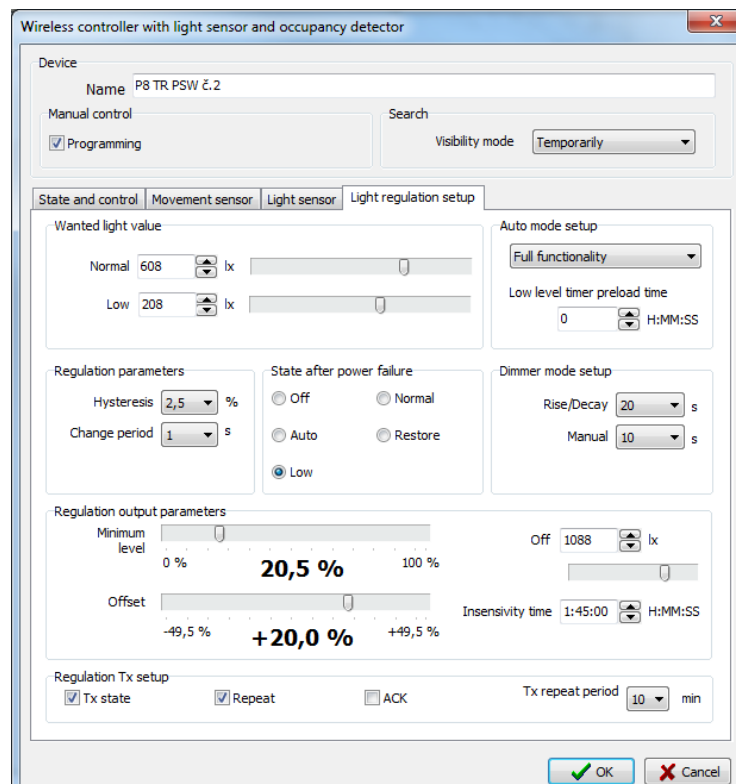 Wireless controller with light sensor and occupancy detector
Device
Name P8 TR PSW č.2
Manual control Search
Programming Visibility mode Temporarily
State and control Movement sensor Light sensor Light regulation setup
Wanted light value Auto mode setup
Normal 608 lx Full functionality
Low level timer preload time
Low 208 lx
0 H:MM:SS
Regulation parameters State after power failure Dimmer mode setup
Hysteresis 2,5 % Off Normal Rise/Decay 20 s
Change period 1 s Auto Restore Manual 10 s
Low
Regulation output parameters
Minimum level Off 1088 lx
0 % 20,5 % 100 %
Offset Insensivity time 1:45:00 H:MM:SS
-49,5 % +20,0 % +49,5 %
Regulation Tx setup
Tx state Repeat ACK Tx repeat period 10 min
OK Cancel